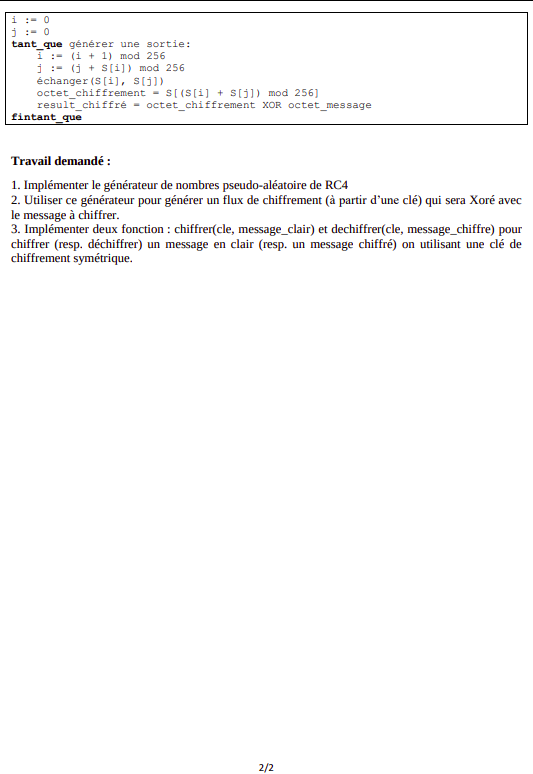 i := 0
j := 0
tant_que générer une sortie:
i := (i + 1) mod 256
j := (j + S[i]) mod 256
échanger(S[i], S[j])
octet_chiffrement = S[(S[i] + S[j]) mod 256]
result_chiffré = octet_chiffrement XOR octet_message
fintant_que
Travail demandé :
1. Implémenter le générateur de nombres pseudo-aléatoire de RC4
2. Utiliser ce générateur pour générer un flux de chiffrement (à partir d'une clé) qui sera Xoré avec
le message à chiffrer.
3. Implémenter deux fonction : chiffrer(cle, message_clair) et dechiffrer(cle, message_chiffre) pour
chiffrer (resp. déchiffrer) un message en clair (resp. un message chiffré) on utilisant une clé de
chiffrement symétrique.
2/2